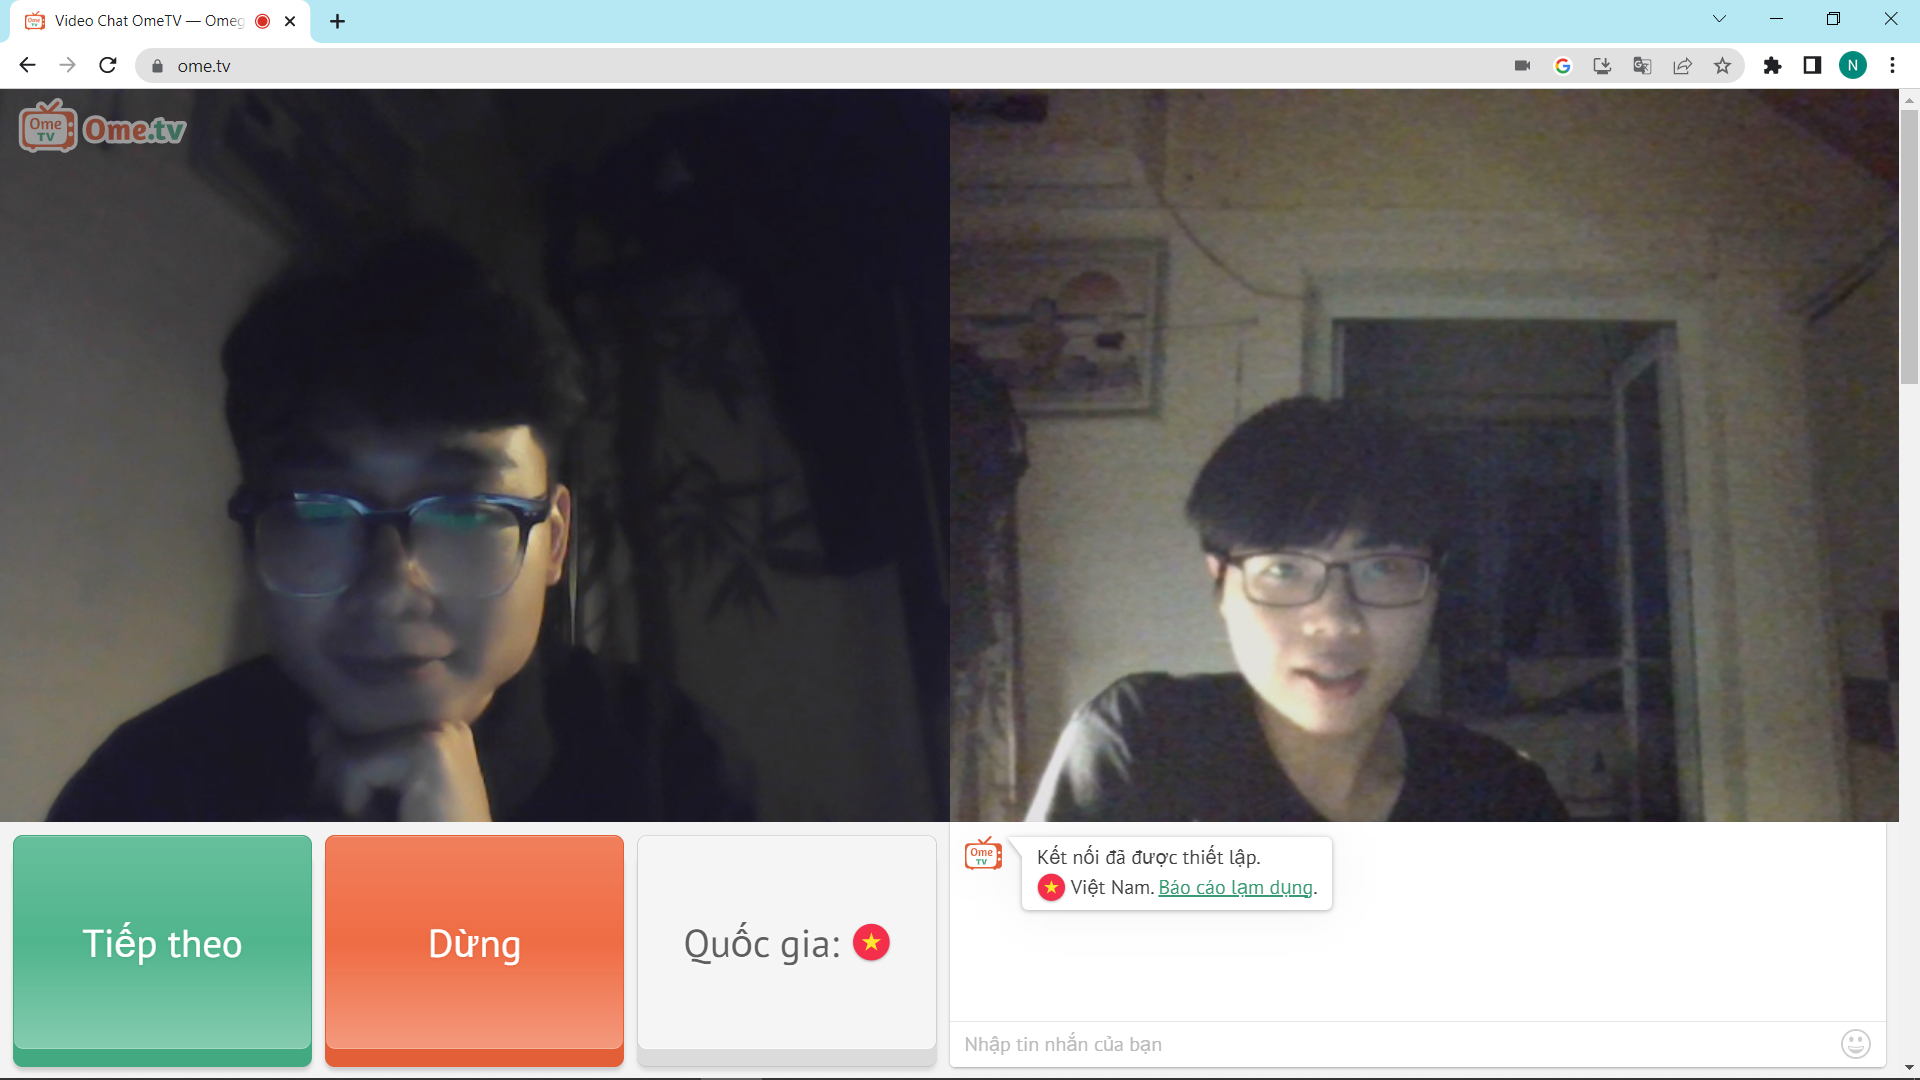 Video Chat OmeTV — Omeg
ome.tv
N
Ome TV Ome.tv
Tiếp theo
Dừng
Quốc gia:
Ome TV
Kết nối đã được thiết lập.
Việt Nam. Báo cáo lạm dụng.
Nhập tin nhắn của bạn